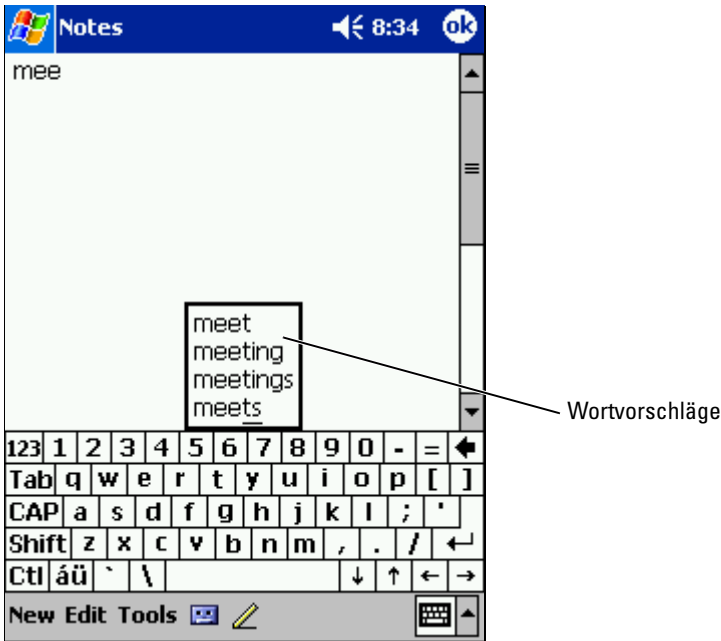 Notes 8:34 ok
mee
meet
meeting
meetings
meets
Wortvorschläge
123 1 2 3 4 5 6 7 8 9 0 - =
Tab q w e r t y u i o p [ ]
CAP a s d f g h j k l ; '
Shift z x c v b n m , . /
Ctl áü ` \
New Edit Tools